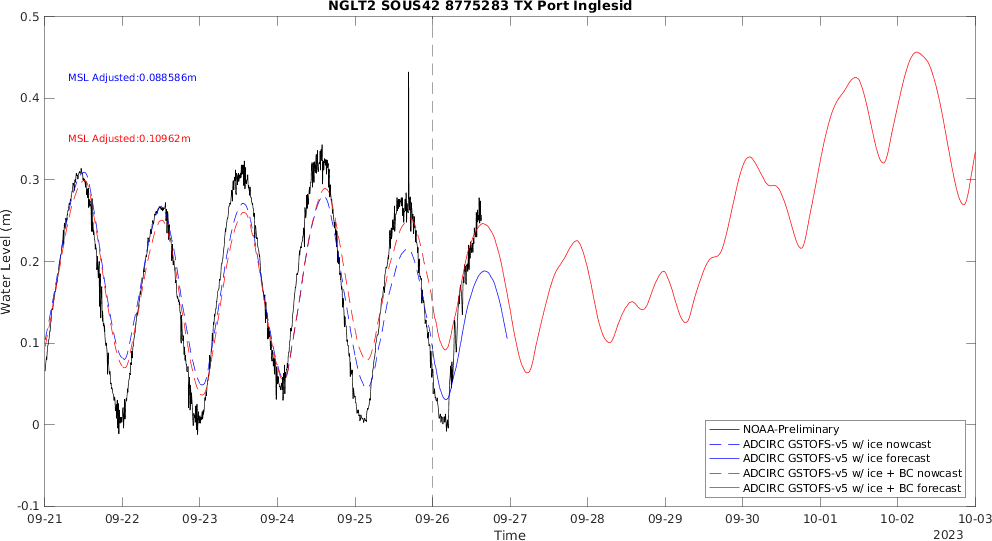 NGLT2 SOUS42 8775283 TX Port Inglesid
0.5
0.4
0.3
0.2
0.1
0
-0.1
Water Level (m)
MSL Adjusted:0.088586m
MSL Adjusted:0.10962m
NOAA-Preliminary
ADCIRC GSTOFS-v5 w/ ice nowcast
ADCIRC GSTOFS-v5 w/ ice forecast
ADCIRC GSTOFS-v5 w/ ice + BC nowcast
ADCIRC GSTOFS-v5 w/ ice + BC forecast
09-21 09-22 09-23 09-24 09-25 09-26 09-27 09-28 09-29 09-30 10-01 10-02 10-03
Time
2023